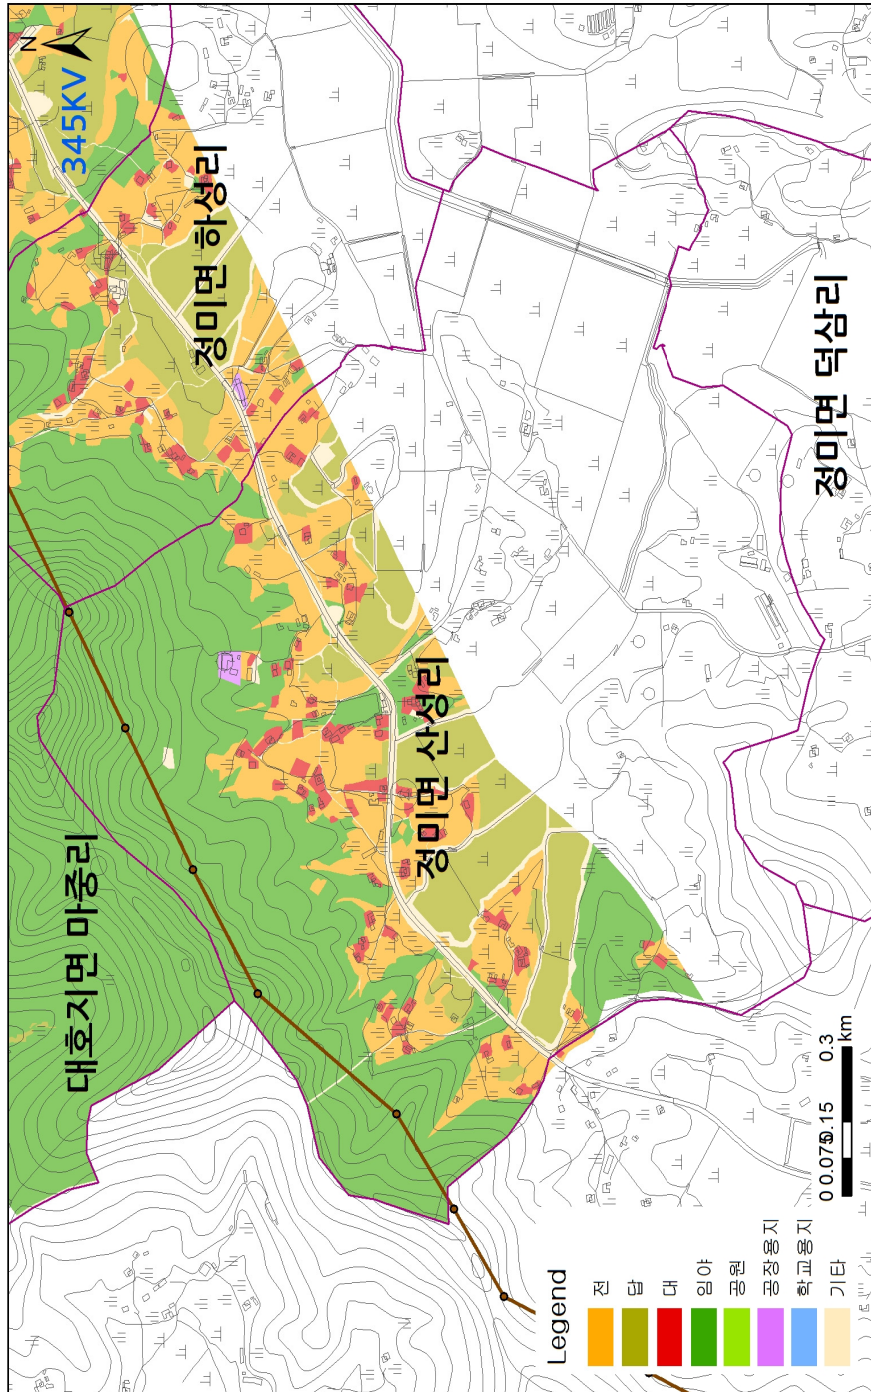 N
345KV
정미면 하성리
정미면 덕삼리
정미면 산성리
대호지면 마중리
Legend
전
답
대
임야
공원
공장용지
학교용지
기타
0 0.075 0.15 0.3
km